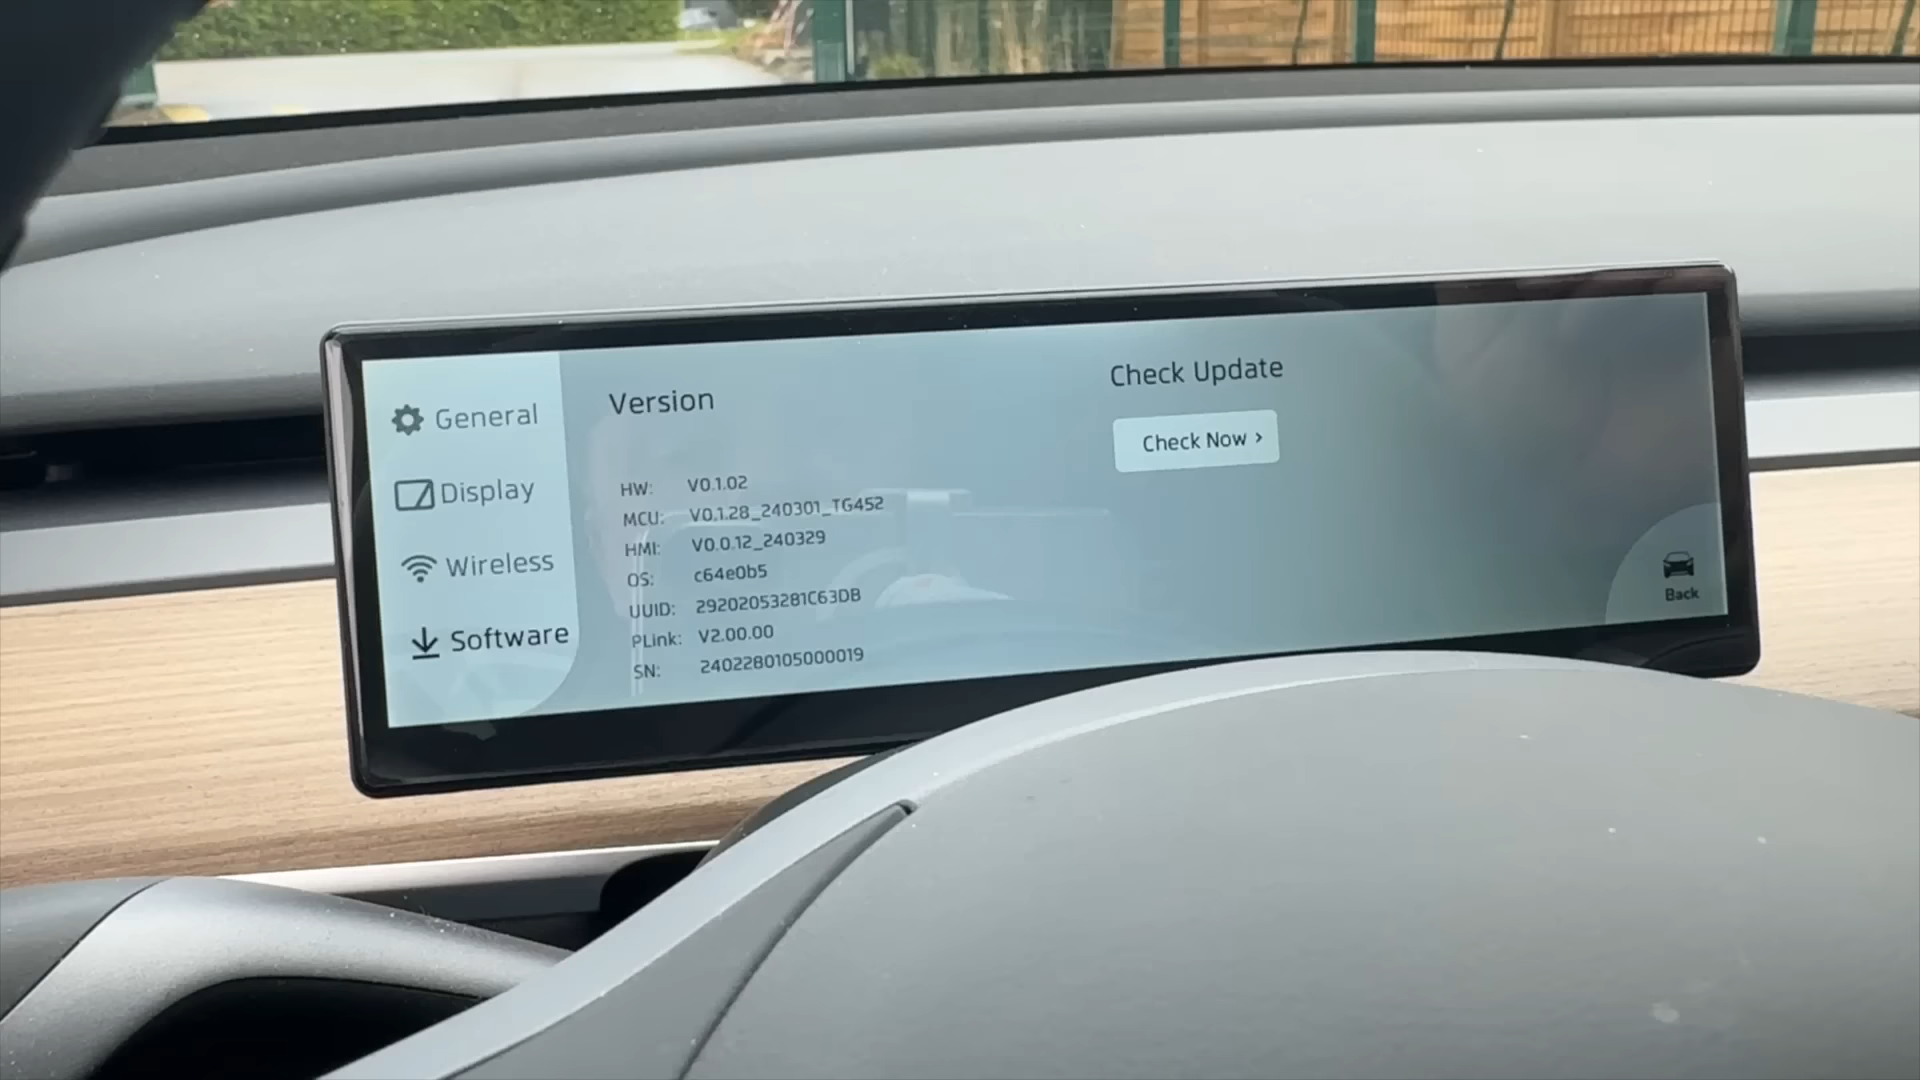 General
Display
Wireless
Software
Version
HW: V0.1.02
MCU: V0.1.28_240301_TG452
HMI: V0.0.12_240329
OS: c64e0b5
UUID: 29202053281C63DB
PLink: V2.00.00
SN: 2402280105000019
Check Update
Check Now ›
Back